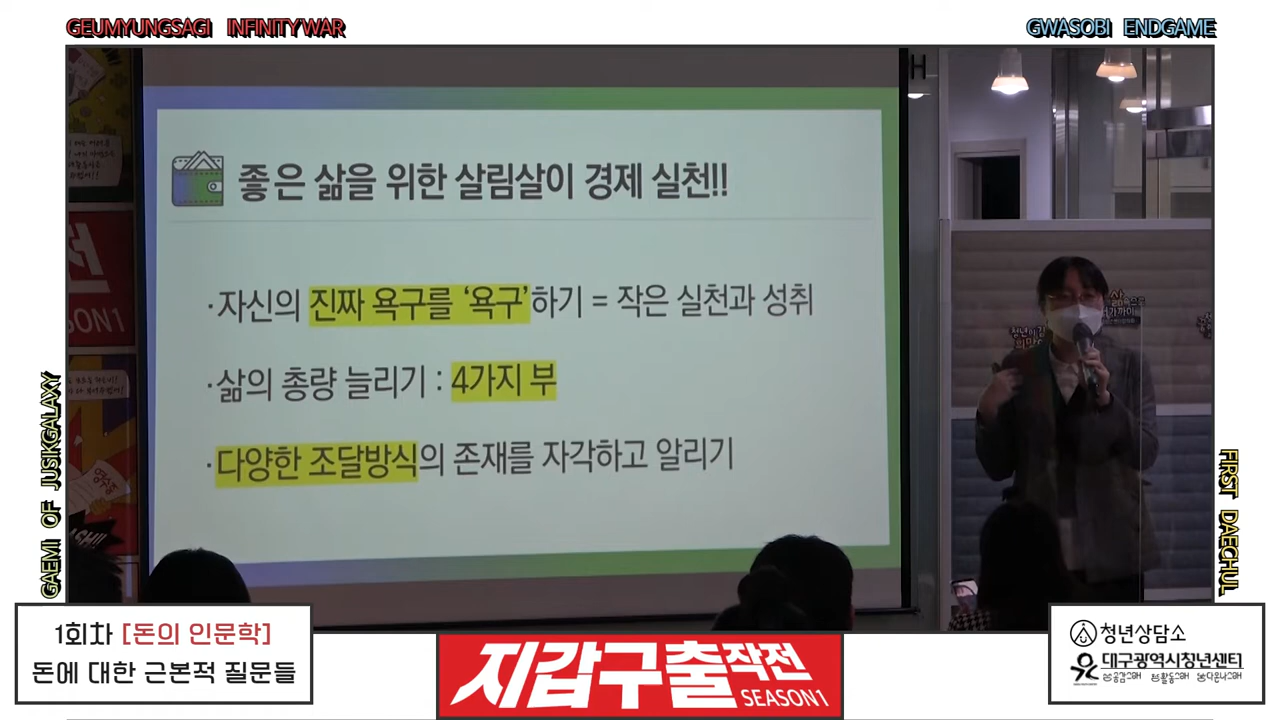 GEUMYUNGSAGI INFINITY WAR
GWASOBI ENDGAME
좋은 삶을 위한 살림살이 경제 실천!!
·자신의 진짜 욕구를 ‘욕구’하기 = 작은 실천과 성취
·삶의 총량 늘리기 : 4가지 부
·다양한 조달방식의 존재를 자각하고 알리기
H
GAEMI OF JUSIKGALAXY
FIRST DAECHUL
1회차 [돈의 인문학]
돈에 대한 근본적 질문들
지갑구출작전
SEASON1
청년상담소
대구광역시청년센터